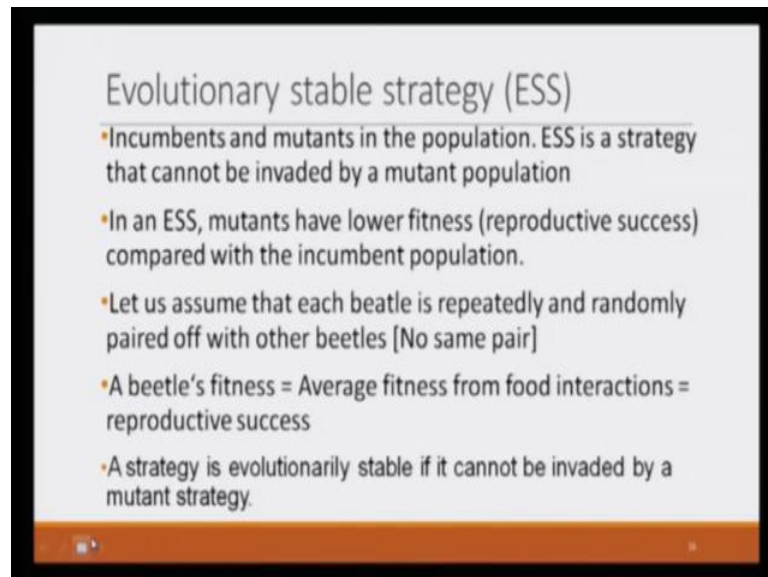 Evolutionary stable strategy (ESS)
•Incumbents and mutants in the population. ESS is a strategy
that cannot be invaded by a mutant population
•In an ESS, mutants have lower fitness (reproductive success)
compared with the incumbent population.
•Let us assume that each beatle is repeatedly and randomly
paired off with other beetles [No same pair]
•A beetle's fitness = Average fitness from food interactions =
reproductive success
•A strategy is evolutionarily stable if it cannot be invaded by a
mutant strategy.